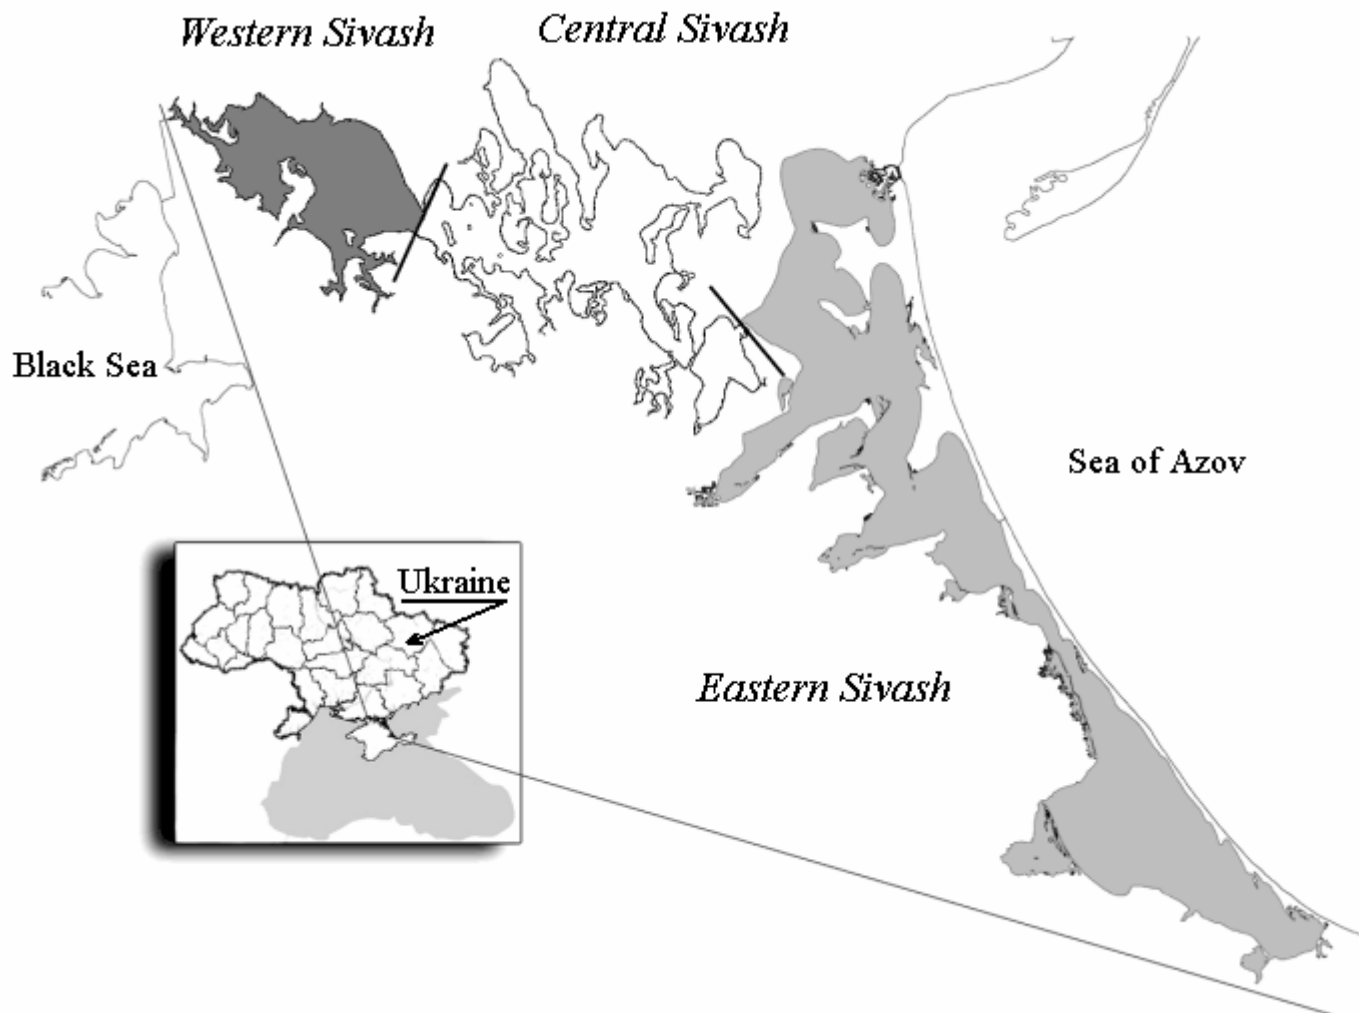 Western Sivash
Central Sivash
Black Sea
Sea of Azov
Ukraine
Eastern Sivash